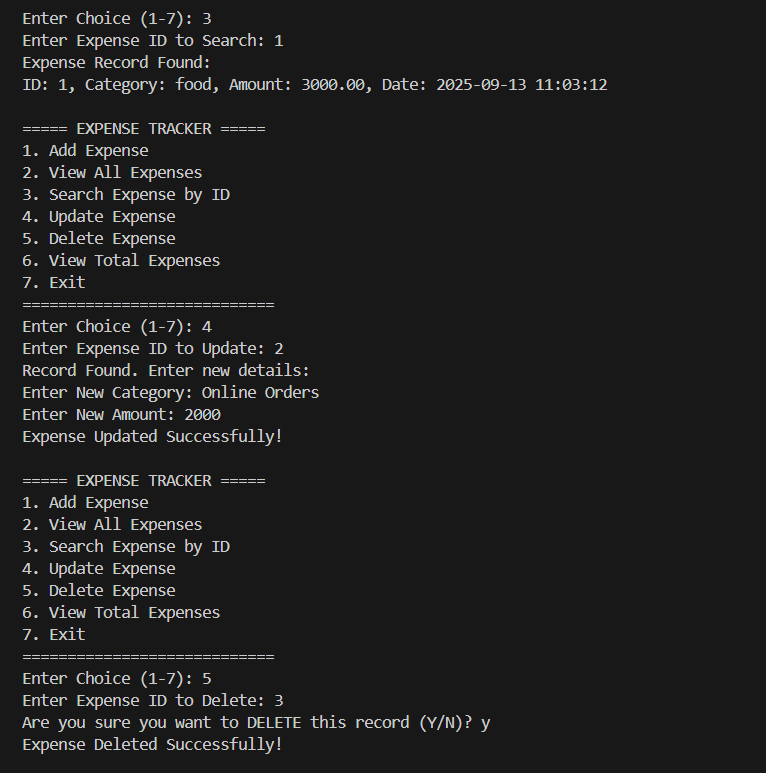 Enter Choice (1-7): 3
Enter Expense ID to Search: 1
Expense Record Found:
ID: 1, Category: food, Amount: 3000.00, Date: 2025-09-13 11:03:12
===== EXPENSE TRACKER =====
1. Add Expense
2. View All Expenses
3. Search Expense by ID
4. Update Expense
5. Delete Expense
6. View Total Expenses
7. Exit
============================
Enter Choice (1-7): 4
Enter Expense ID to Update: 2
Record Found. Enter new details:
Enter New Category: Online Orders
Enter New Amount: 2000
Expense Updated Successfully!
===== EXPENSE TRACKER =====
1. Add Expense
2. View All Expenses
3. Search Expense by ID
4. Update Expense
5. Delete Expense
6. View Total Expenses
7. Exit
============================
Enter Choice (1-7): 5
Enter Expense ID to Delete: 3
Are you sure you want to DELETE this record (Y/N)? y
Expense Deleted Successfully!